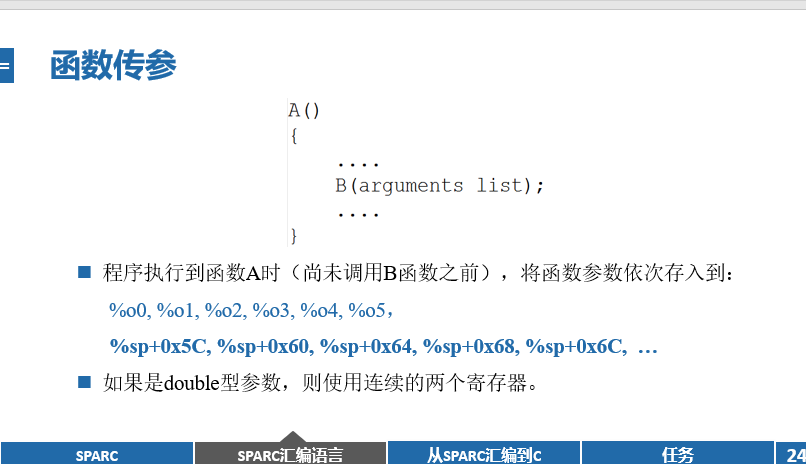 函数传参
A()
{
....
B(arguments list);
....
}
程序执行到函数A时（尚未调用B函数之前），将函数参数依次存入到：
%o0, %o1, %o2, %o3, %o4, %o5，
%sp+0x5C, %sp+0x60, %sp+0x64, %sp+0x68, %sp+0x6C, …
如果是double型参数，则使用连续的两个寄存器。
SPARC
SPARC汇编语言
从SPARC汇编到C
任务
24